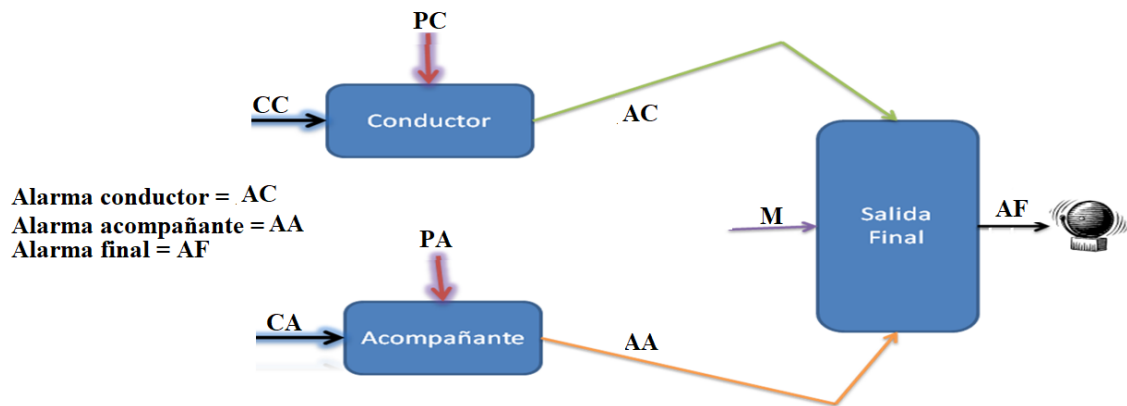 PC
CC
Conductor
AC
Alarma conductor = AC
Alarma acompañante = AA
Alarma final = AF
M
Salida
Final
AF
PA
CA
Acompañante
AA